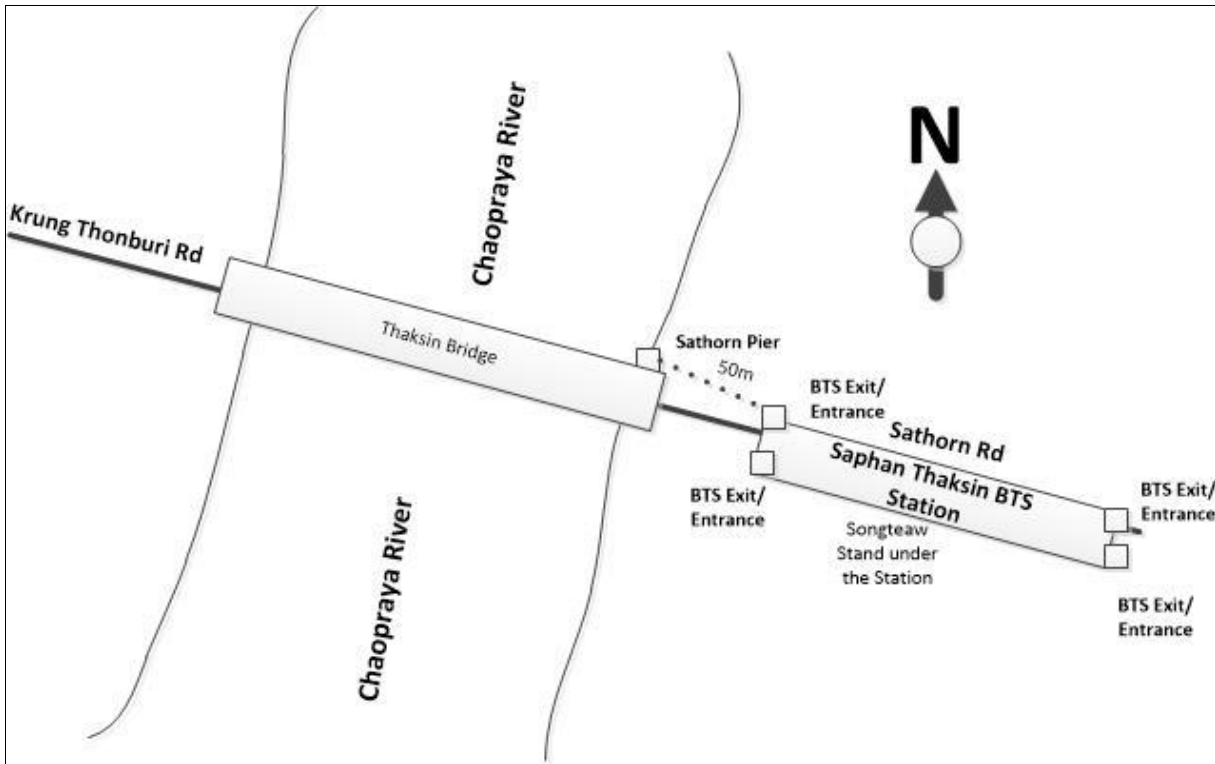 N
Chaopraya River
Krung Thonburi Rd
Thaksin Bridge
Sathorn Pier
50m
BTS Exit/
Entrance
Sathorn Rd
Saphan Thaksin BTS
Station
BTS Exit/
Entrance
Songteaw
Stand under
the Station
BTS Exit/
Entrance
BTS Exit/
Entrance
Chaopraya River